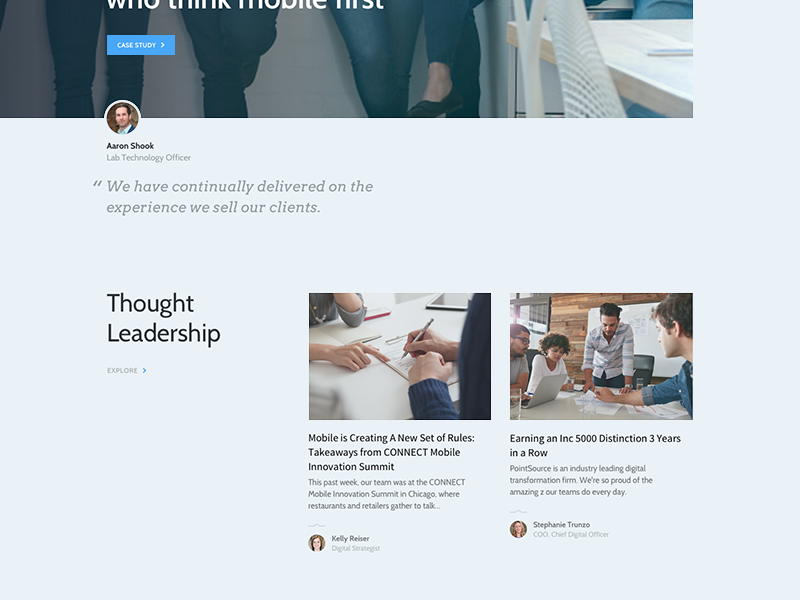 who think mobile first
CASE STUDY
Aaron Shook
Lab Technology Officer
“ We have continually delivered on the
experience we sell our clients.
Thought
Leadership
EXPLORE
Mobile is Creating A New Set of Rules:
Takeaways from CONNECT Mobile
Innovation Summit
This past week, our team was at the CONNECT
Mobile Innovation Summit in Chicago, where
restaurants and retailers gather to talk...
Kelly Reiser
Digital Strategist
Earning an Inc 5000 Distinction 3 Years
in a Row
PointSource is an industry leading digital
transformation firm. We're so proud of the
amazing z our teams do every day.
Stephanie Trunzo
COO, Chief Digital Officer